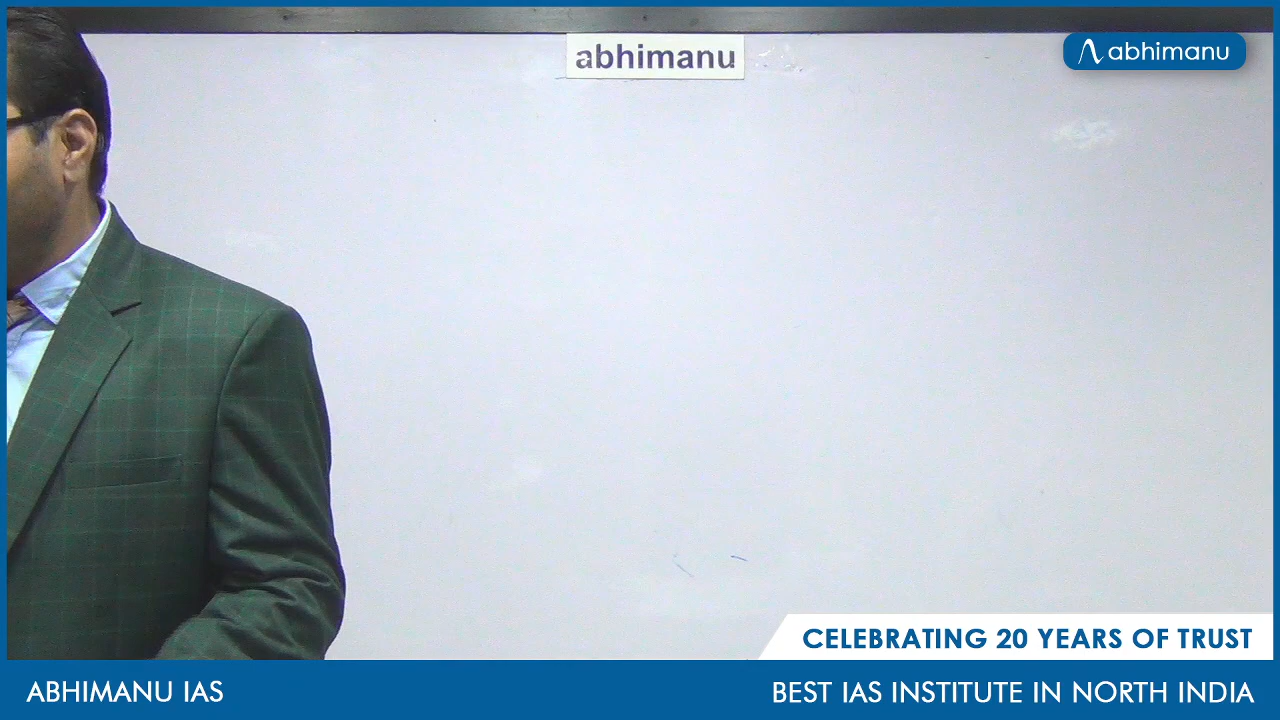 abhimanu
abhimanu
CELEBRATING 20 YEARS OF TRUST
ABHIMANU IAS
BEST IAS INSTITUTE IN NORTH INDIA